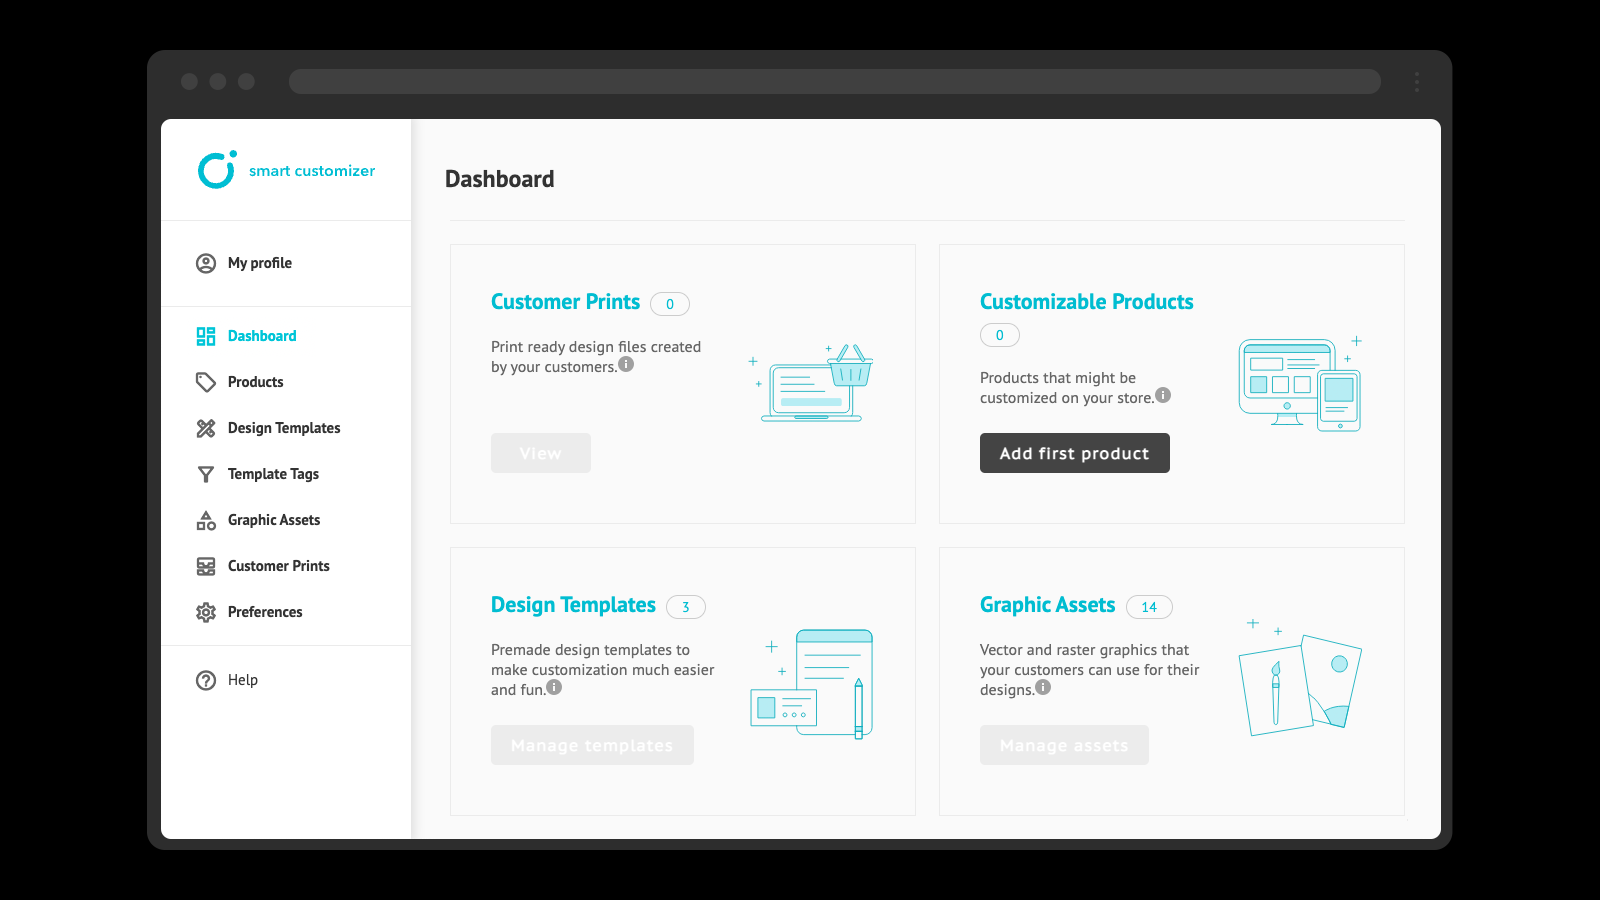 smart customizer
My profile
Dashboard
Products
Design Templates
Template Tags
Graphic Assets
Customer Prints
Preferences
Help
Dashboard
Customer Prints 0
Print ready design files created
by your customers.
View
Customizable Products
0
Products that might be
customized on your store.
Add first product
Design Templates 3
Premade design templates to
make customization much easier
and fun.
Manage templates
Graphic Assets 14
Vector and raster graphics that
your customers can use for their
designs.
Manage assets